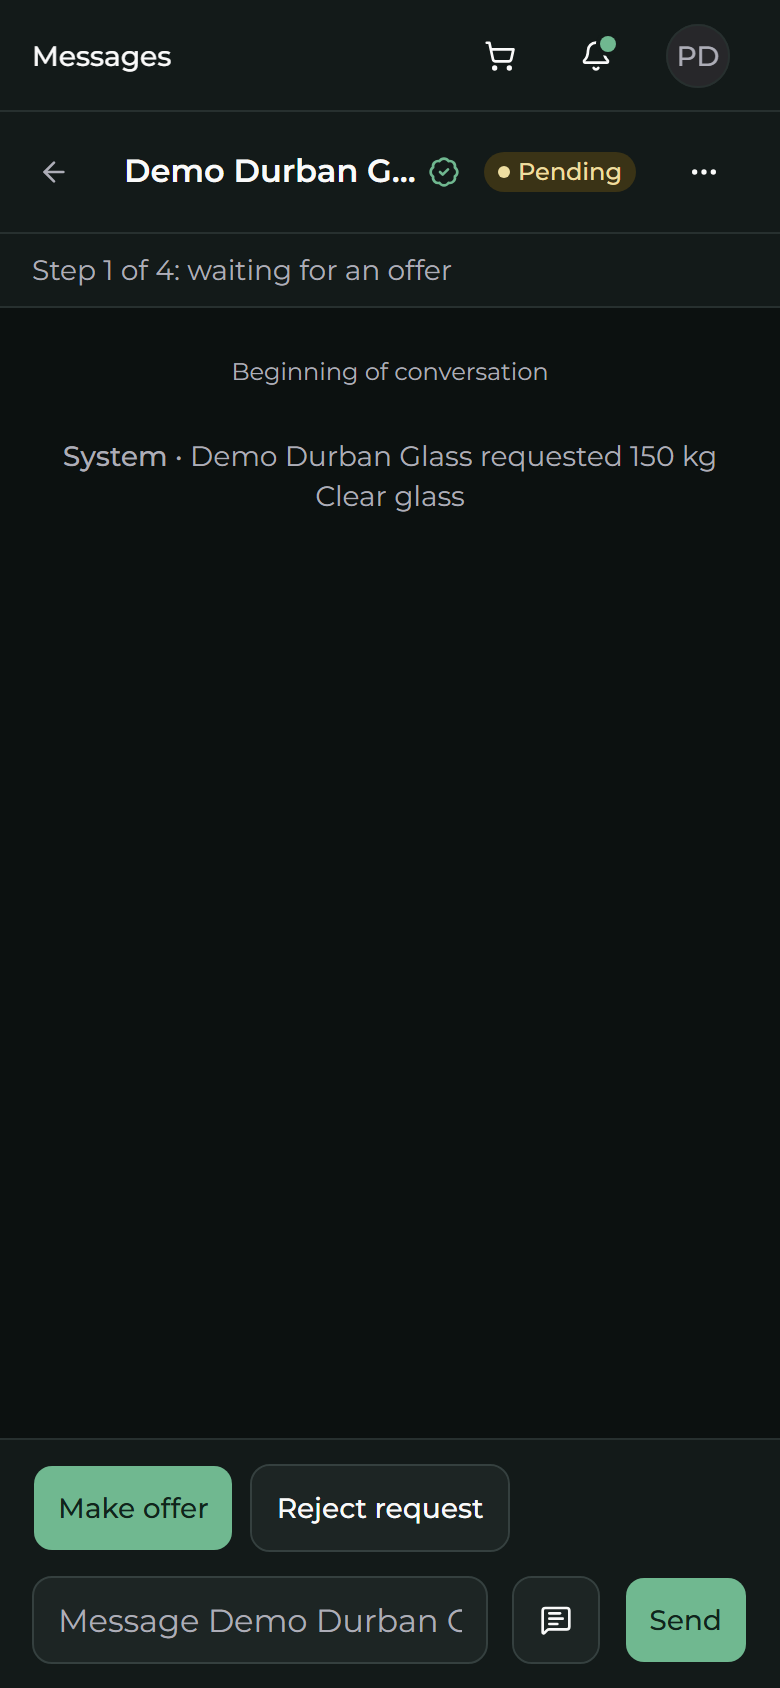 Messages
PD
Demo Durban G...
Pending
Step 1 of 4: waiting for an offer
Beginning of conversation
System · Demo Durban Glass requested 150 kg
Clear glass
Make offer
Reject request
Message Demo Durban
Send